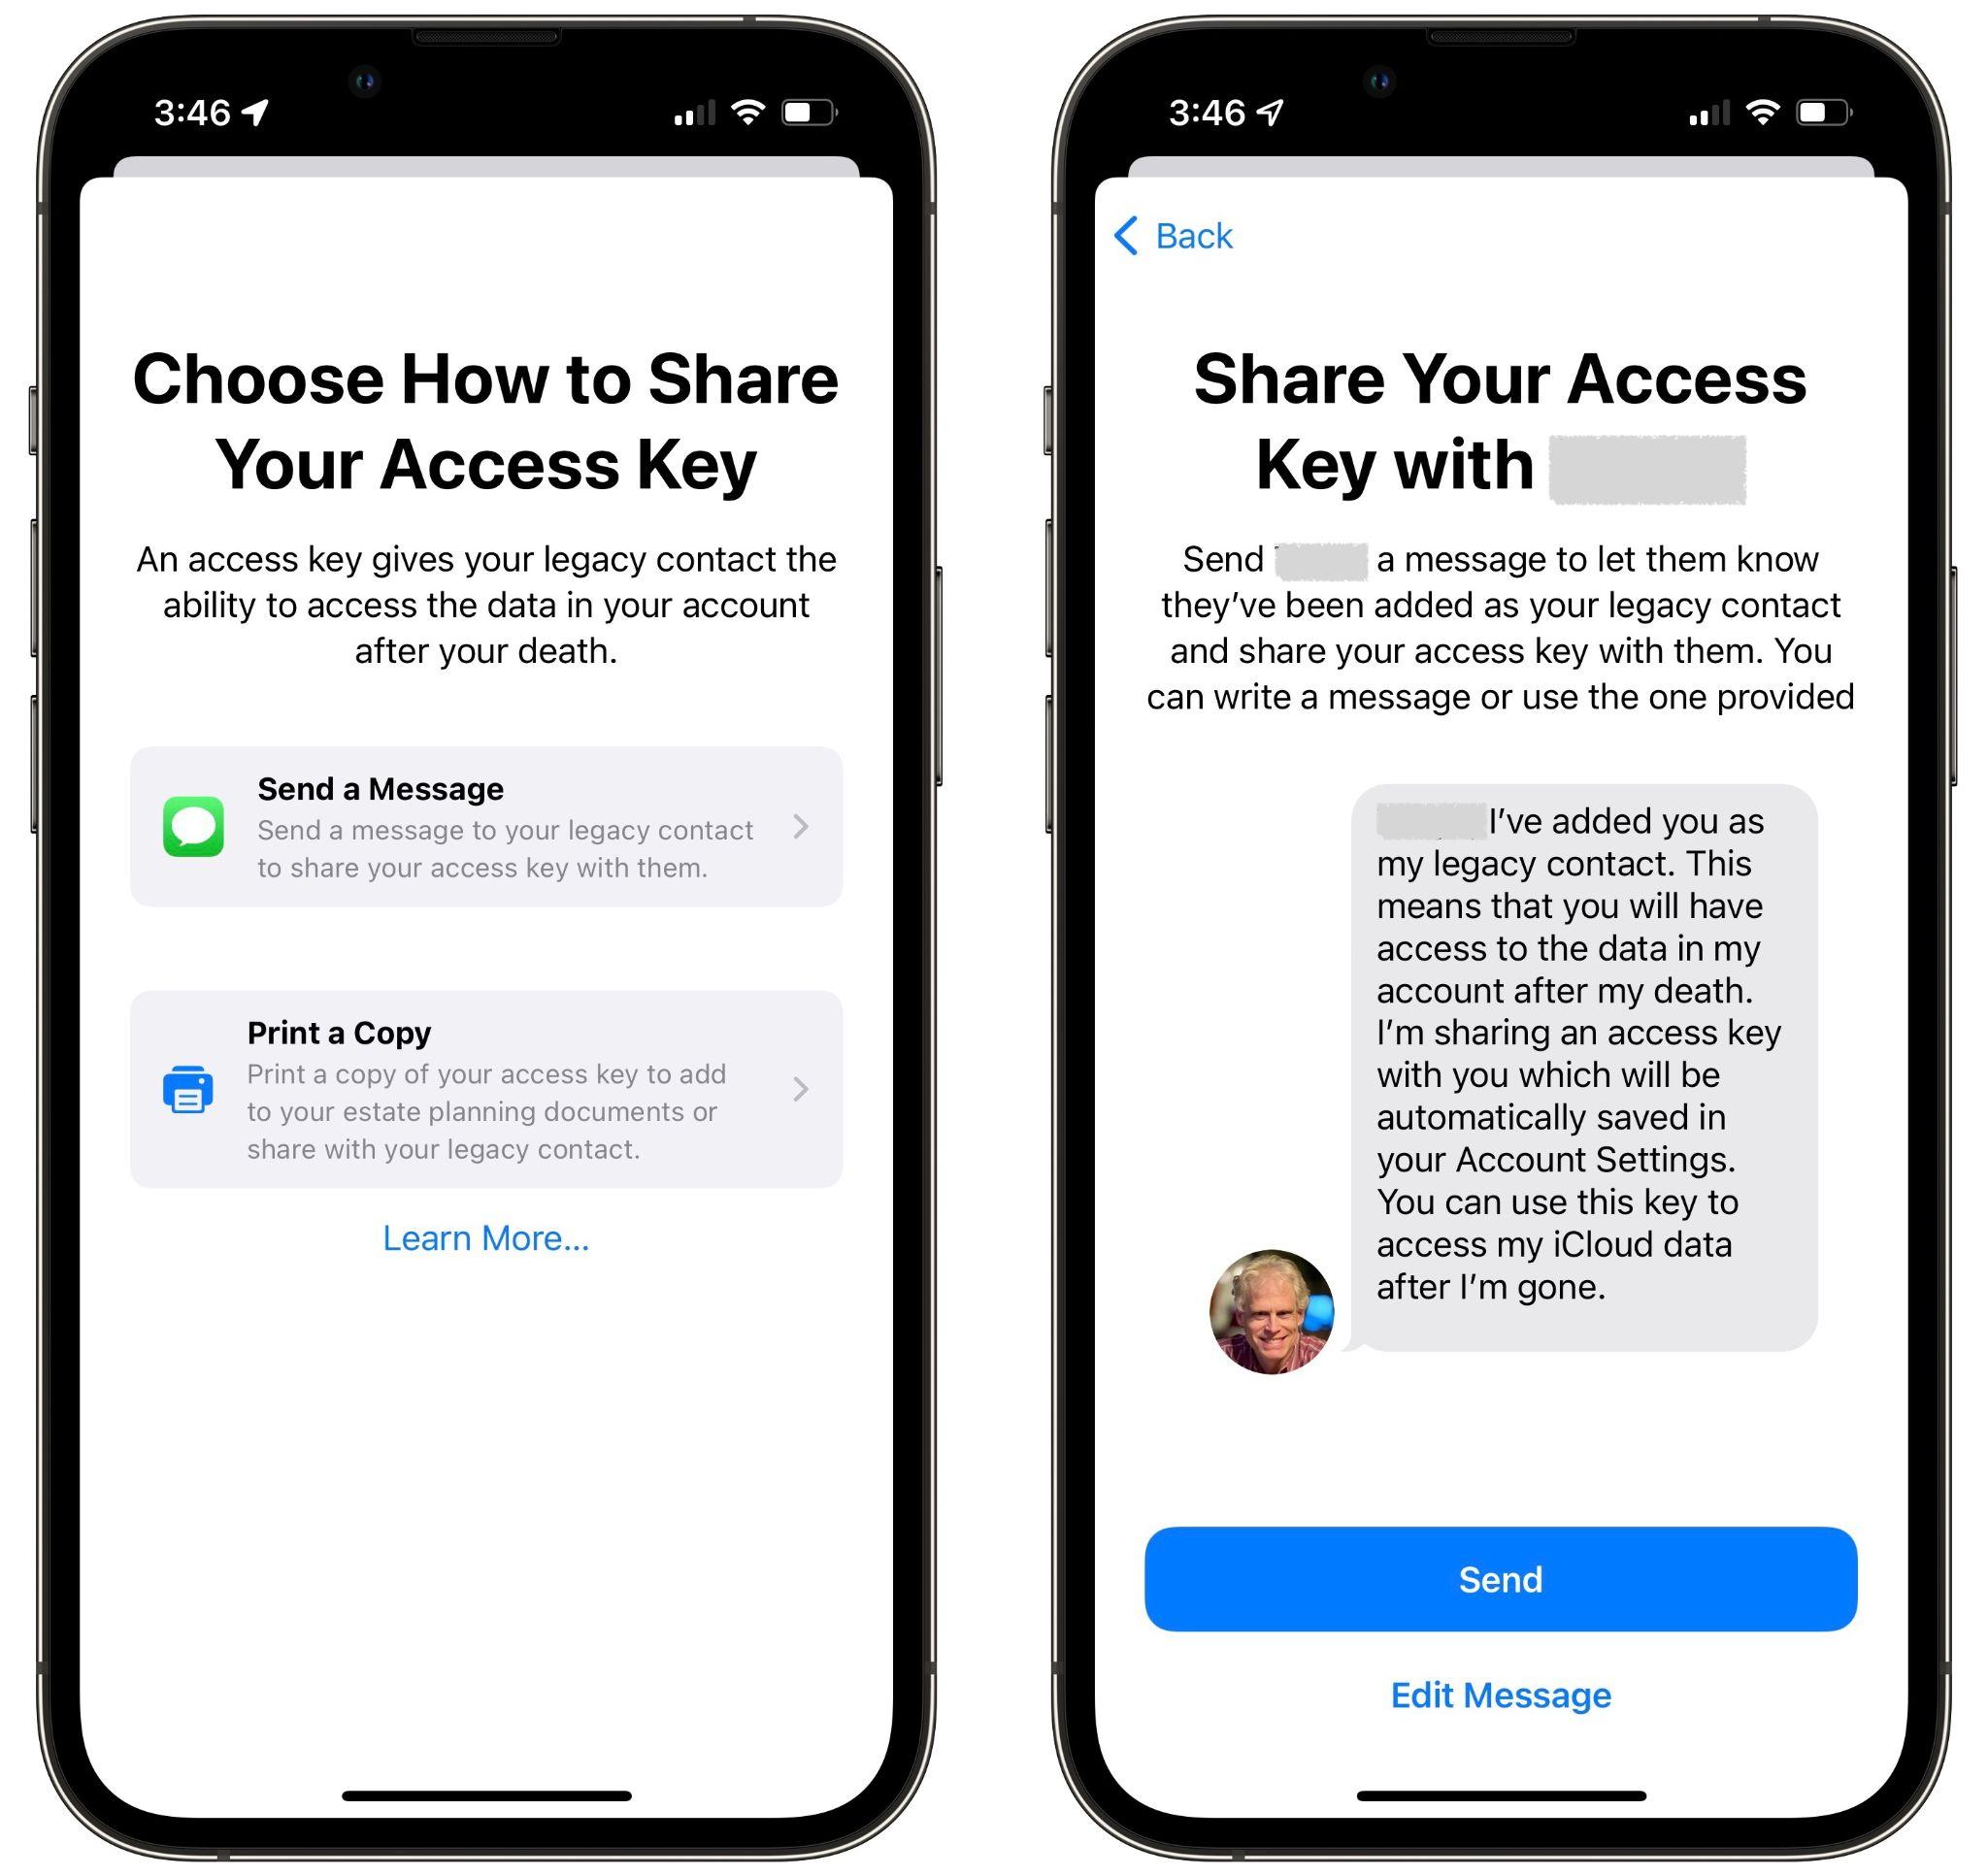 3:46
Choose How to Share
Your Access Key
An access key gives your legacy contact the
ability to access the data in your account
after your death.
Send a Message
Send a message to your legacy contact
to share your access key with them.
Print a Copy
Print a copy of your access key to add
to your estate planning documents or
share with your legacy contact.
Learn More...
3:46
Back
Share Your Access
Key with
Send a message to let them know
they’ve been added as your legacy contact
and share your access key with them. You
can write a message or use the one provided
I’ve added you as
my legacy contact. This
means that you will have
access to the data in my
account after my death.
I’m sharing an access key
with you which will be
automatically saved in
your Account Settings.
You can use this key to
access my iCloud data
after I’m gone.
Send
Edit Message